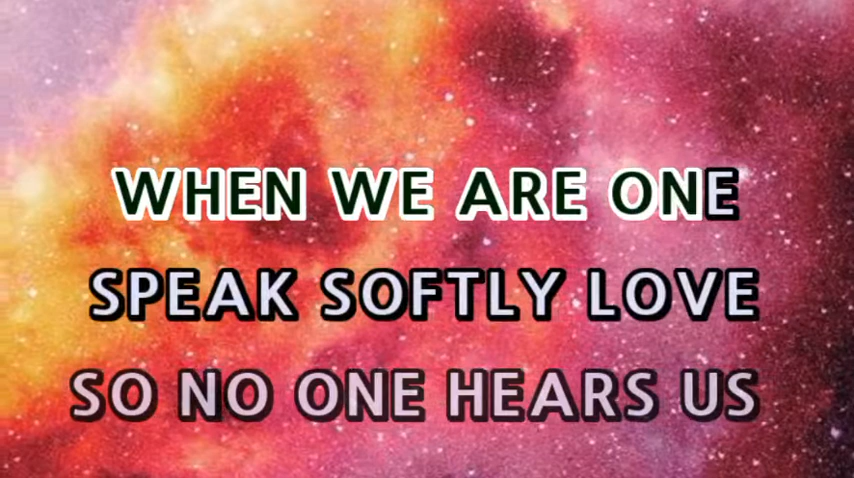 WHEN WE ARE ONE
SPEAK SOFTLY LOVE
SO NO ONE HEARS US